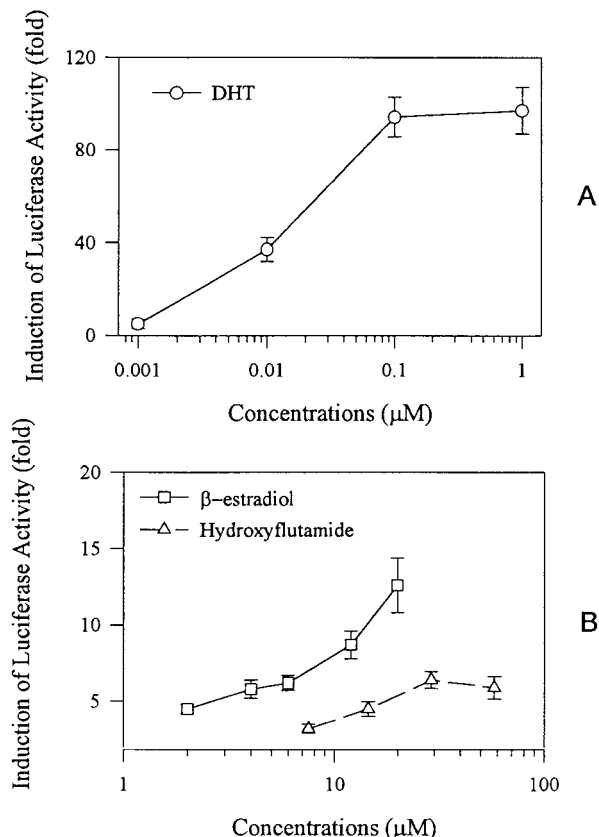 Induction of Luciferase Activity (fold)
120
80
40
0
DHT
A
0.001
0.01
0.1
1
Concentrations (μM)
Induction of Luciferase Activity (fold)
20
15
10
5
β-estradiol
Hydroxyflutamide
B
1
10
100
Concentrations (μM)